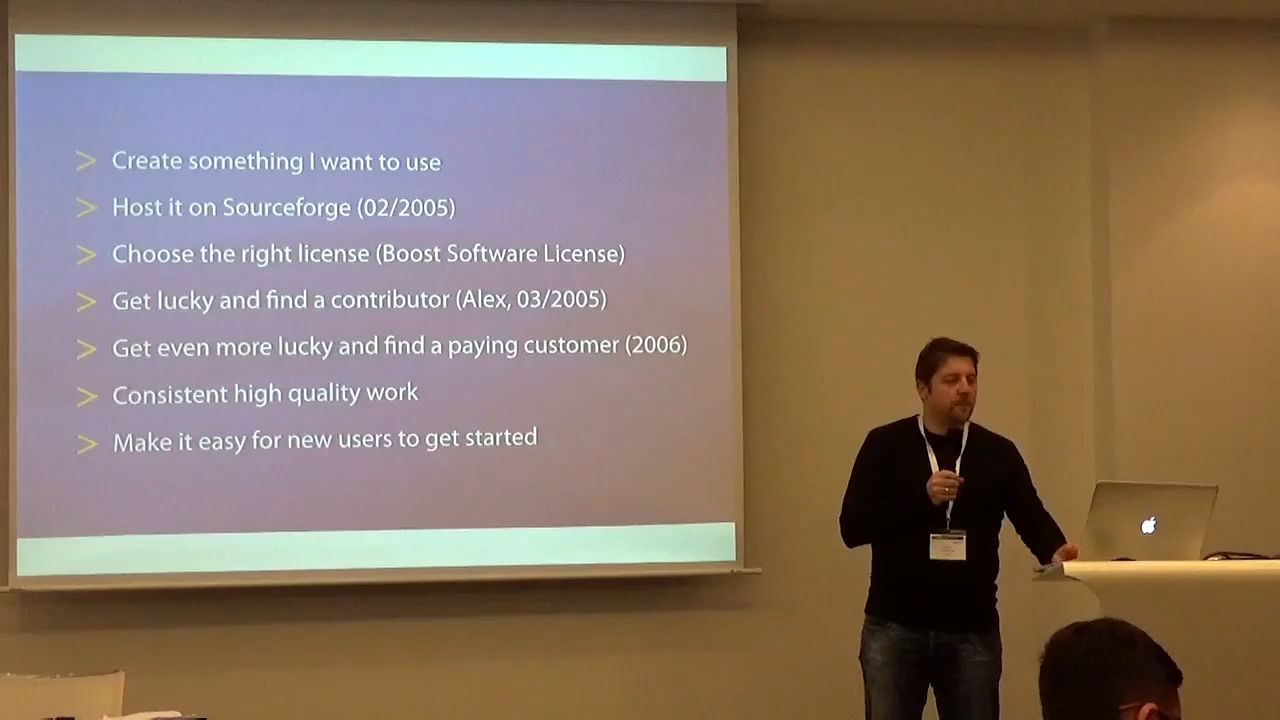 > Create something I want to use
> Host it on Sourceforge (02/2005)
> Choose the right license (Boost Software License)
> Get lucky and find a contributor (Alex, 03/2005)
> Get even more lucky and find a paying customer (2006)
> Consistent high quality work
> Make it easy for new users to get started